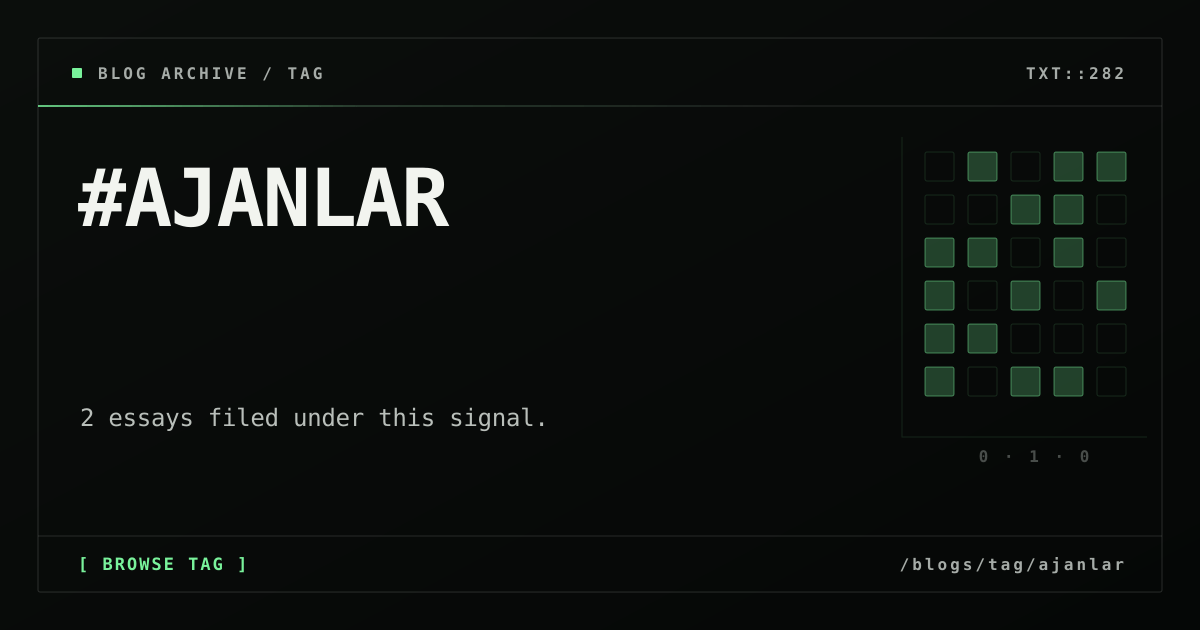 BLOG ARCHIVE / TAG
TXT::282
#AJANLAR
2 essays filed under this signal.
0 · 1 · 0
[ BROWSE TAG ]
/blogs/tag/ajanlar